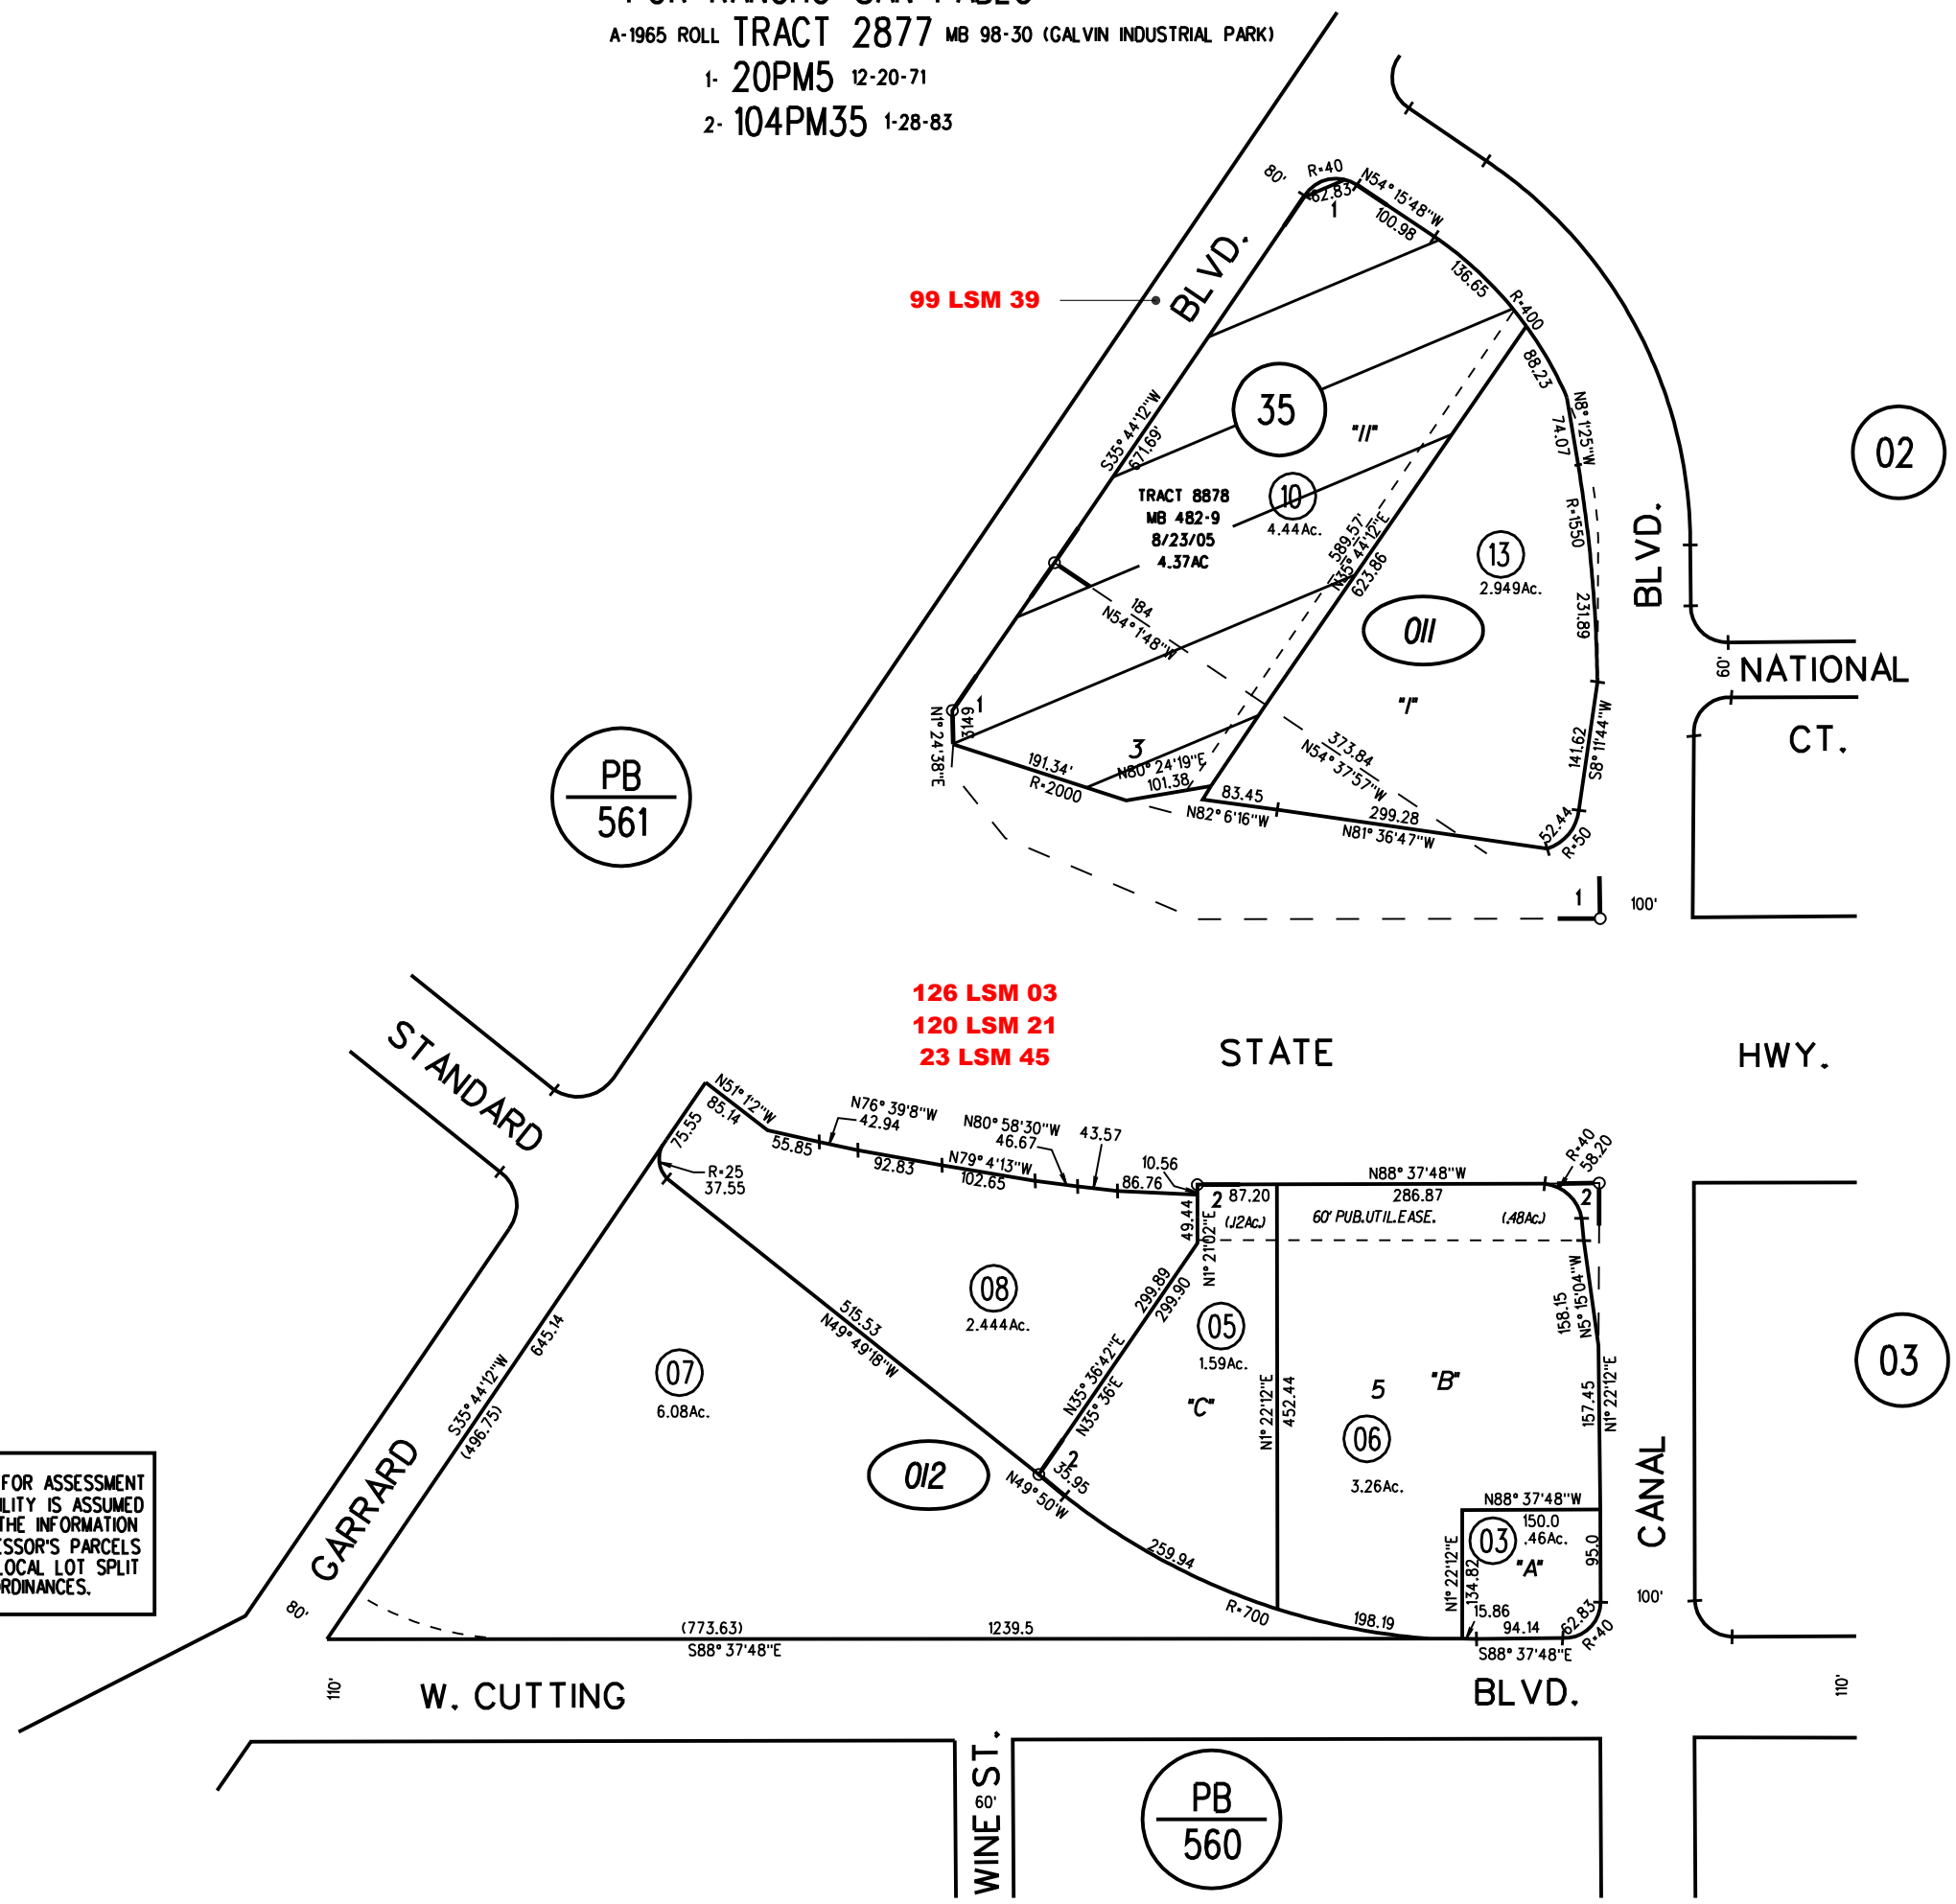 A-1965 ROLL TRACT 2877 MB 98-30 (GALVIN INDUSTRIAL PARK)
1- 20PM5 12-20-71
2- 104PM35 1-28-83
80'
R=40
62.83
1
N54° 15'48"W
100.98
136.65
R=400
88.23
N8° 1'25"W
74.07
R=1550
231.89
99 LSM 39
BLVD.
35
"II"
02
S35° 44'12"W
671.69'
TRACT 8878
MB 482-9
8/23/05
4.37AC
10
4.44Ac.
589.57'
N35° 44'12"E
623.86
13
2.949Ac.
BLVD.
011
184
N54° 1'48"W
60'
NATIONAL
CT.
"I"
1
N1° 24'38"E
3
373.84
N54° 37'57"W
141.62
S8° 11'44"W
191.34'
R=2000
N80° 24'19"E
101.38
83.45
N82° 6'16"W
299.28
N81° 36'47"W
52.44
R=50
PB
561
1
100'
126 LSM 03
120 LSM 21
23 LSM 45
STATE
HWY.
STANDARD
N51° 1'2"W
85.14
75.55
55.85
N76° 39'8"W
42.94
92.83
N79° 4'13"W
102.65
N80° 58'30"W
46.67
43.57
86.76
10.56
R=25
37.55
N88° 37'48"W
R=40
58.20
2
87.20
286.87
2
60' PUB.UTIL.EASE.
(.48Ac.)
49.44
N1° 21'02"E
08
2.444Ac.
299.89
299.90
N35° 36'42"E
N35° 36'E
05
1.59Ac.
"C"
158.15
N5° 15'04"W
645.14
S35° 44'12"W
(496.75)
515.53
N49° 49'18"W
07
6.08Ac.
N1° 22'12"E
452.44
5
"B"
06
3.26Ac.
157.45
N1° 22'12"E
03
012
2
35.95
N49° 50'W
259.94
R=700
198.19
N88° 37'48"W
150.0
03
.46Ac.
"A"
N1° 22'12"E
134.82
95.0
15.86
94.14
62.83
R=40
S88° 37'48"E
CANAL
100'
FOR ASSESSMENT
IS ASSUMED
THE INFORMATION
PARCELS
LOCAL LOT SPLIT
GARRARD
80'
(773.63)
1239.5
S88° 37'48"E
110'
W. CUTTING
BLVD.
110'
WINE ST.
60'
PB
560